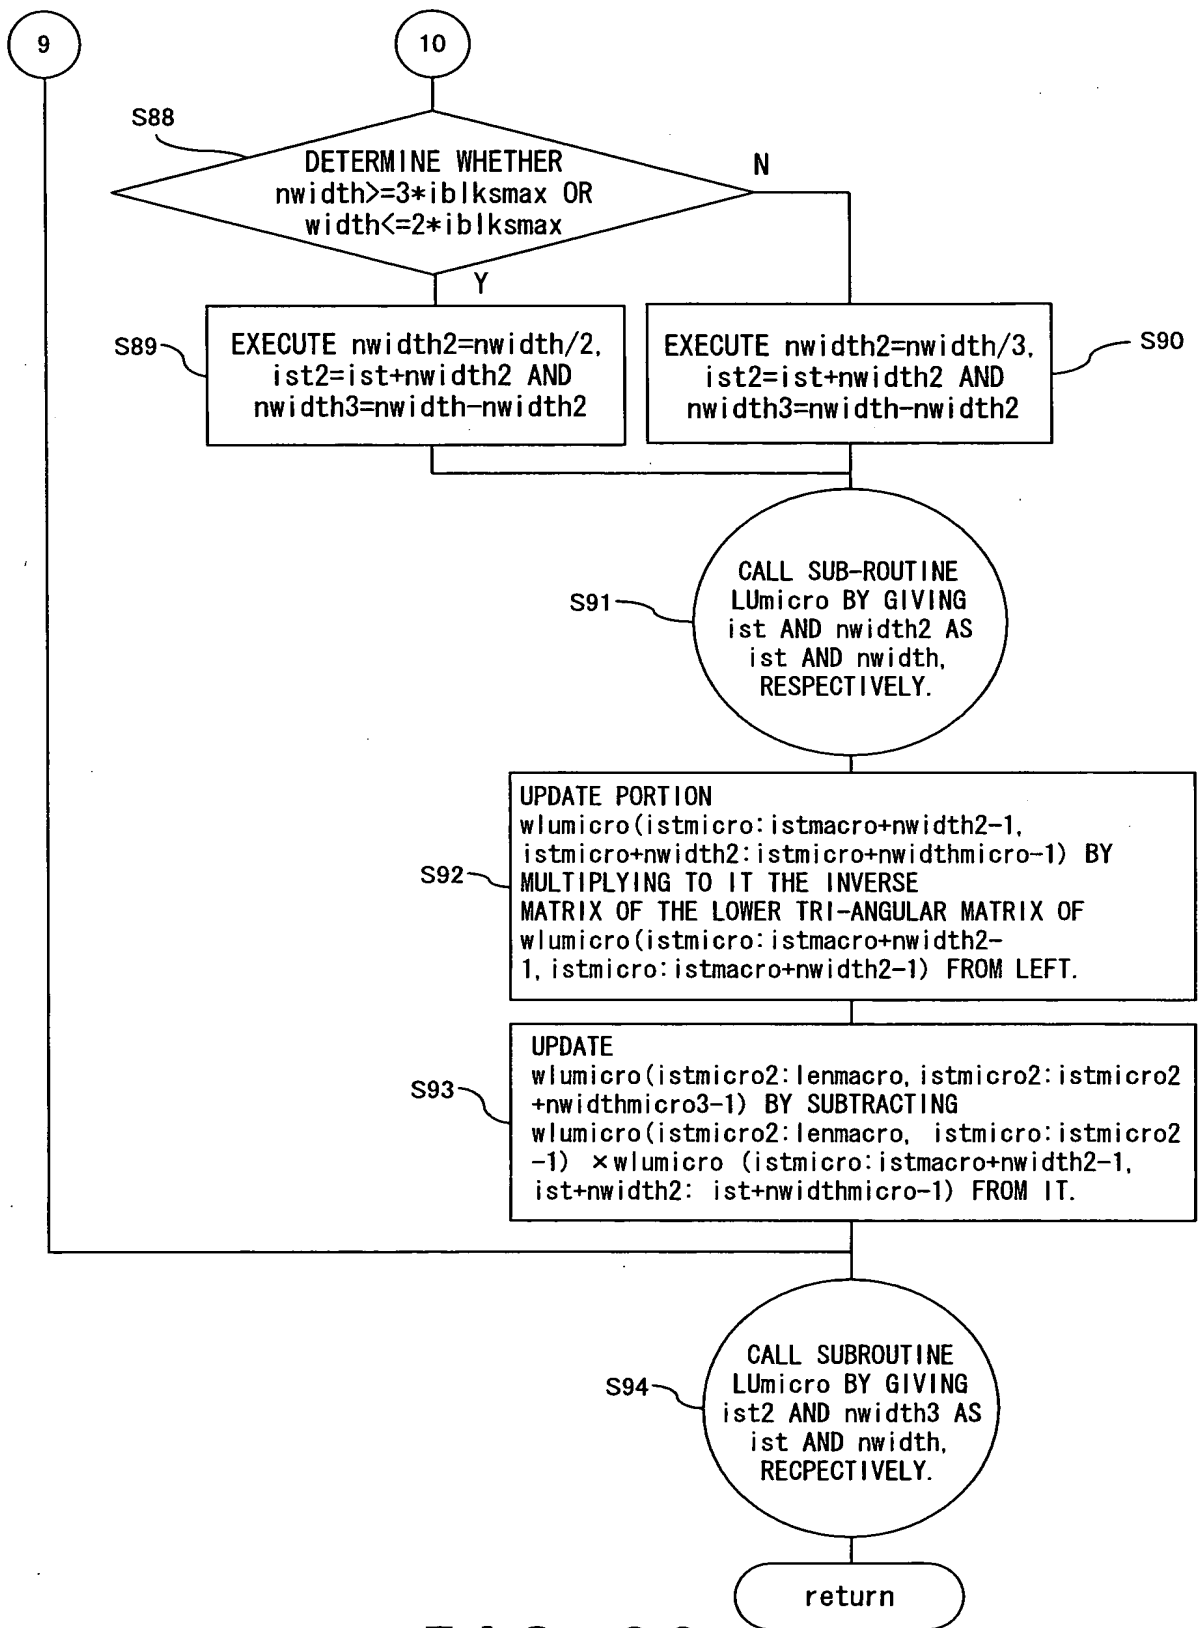 9
10
S88
DETERMINE WHETHER
nwidth>=3*iblksmax OR
width<=2*iblksmax
N
Y
S89
EXECUTE nwidth2=nwidth/2,
ist2=ist+nwidth2 AND
nwidth3=nwidth-nwidth2
EXECUTE nwidth2=nwidth/3,
ist2=ist+nwidth2 AND
nwidth3=nwidth-nwidth2
S90
S91
CALL SUB-ROUTINE
LUmicro BY GIVING
ist AND nwidth2 AS
ist AND nwidth,
RESPECTIVELY.
S92
UPDATE PORTION
wlumicro(istmicro:istmacro+nwidth2-1,
istmicro+nwidth2:istmicro+nwidthmicro-1) BY
MULTIPLYING TO IT THE INVERSE
MATRIX OF THE LOWER TRI-ANGULAR MATRIX OF
wlumicro(istmicro:istmacro+nwidth2-
1,istmicro:istmacro+nwidth2-1) FROM LEFT.
S93
UPDATE
wlumicro(istmicro2:lenmacro,istmicro2:istmicro2
+nwidthmicro3-1) BY SUBTRACTING
wlumicro(istmicro2:lenmacro, istmicro:istmicro2
-1) ×wlumicro (istmicro:istmacro+nwidth2-1,
ist+nwidth2: ist+nwidthmicro-1) FROM IT.
S94
CALL SUBROUTINE
LUmicro BY GIVING
ist2 AND nwidth3 AS
ist AND nwidth,
RECPECTIVELY.
return